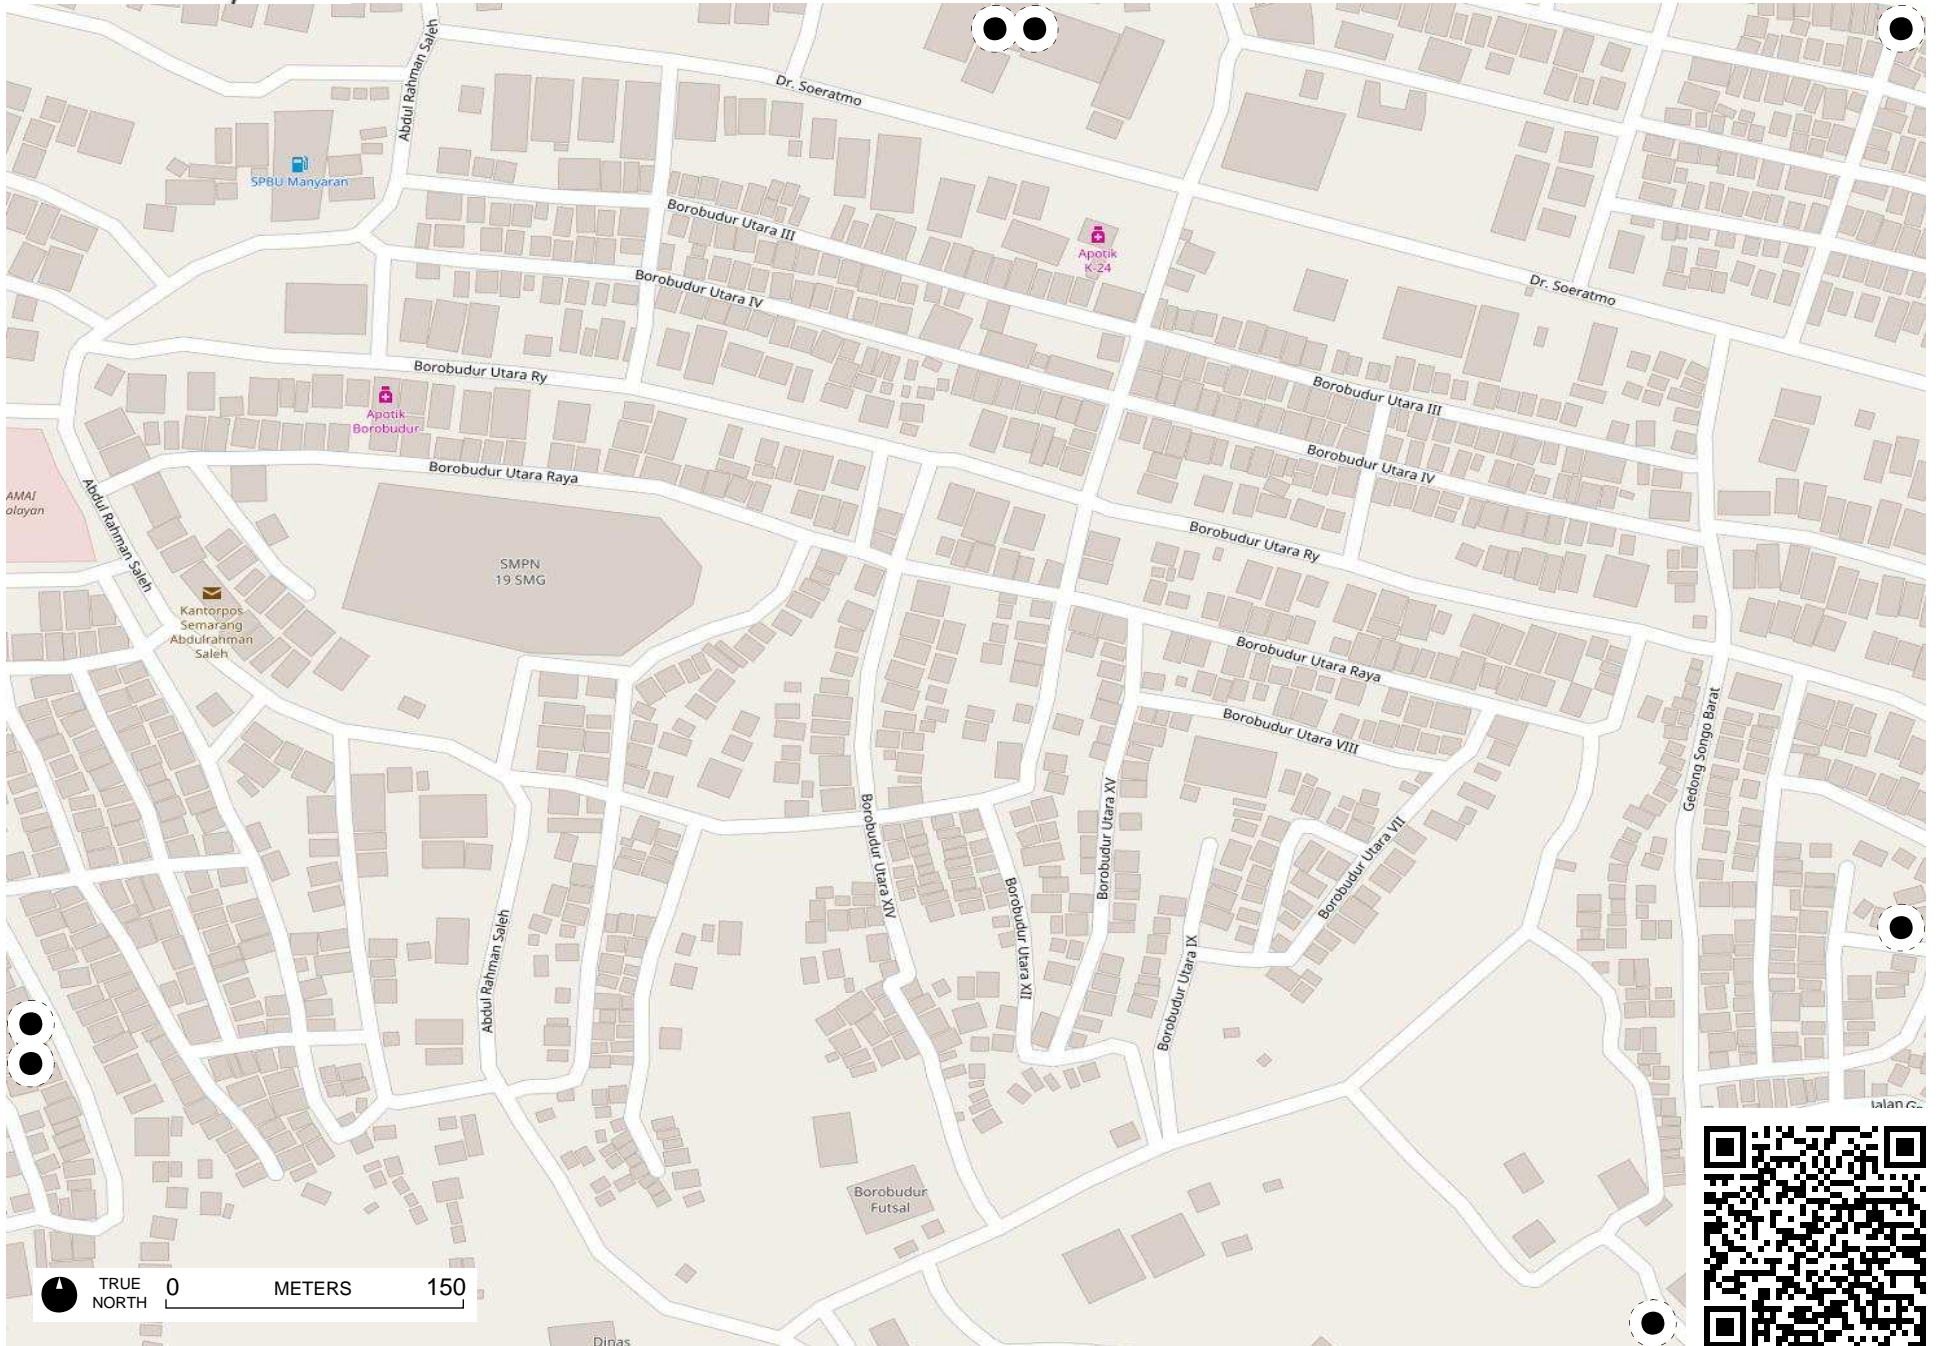 Abdul Rahman Saleh
Dr. Soeratmo
SPBU Manyaran
Borobudur Utara III
Apotik
K-24
Borobudur Utara IV
Dr. Soeratmo
Borobudur Utara Ry
Borobudur Utara III
Apotik
Borobudur
Borobudur Utara Raya
Borobudur Utara IV
AMAI
alayan
Abdul Rahman Saleh
Borobudur Utara Ry
SMPN
19 SMG
Kantorpos
Semarang
Abdulrahman
Saleh
Borobudur Utara Raya
Borobudur Utara VIII
Gedong Songo Barat
Borobudur Utara XIV
Borobudur Utara XV
Borobudur Utara VII
Borobudur Utara XII
Abdul Rahman Saleh
Borobudur Utara IX
Jalan G
Borobudur
Futsal
TRUE
NORTH
0 METERS 150
Dinas